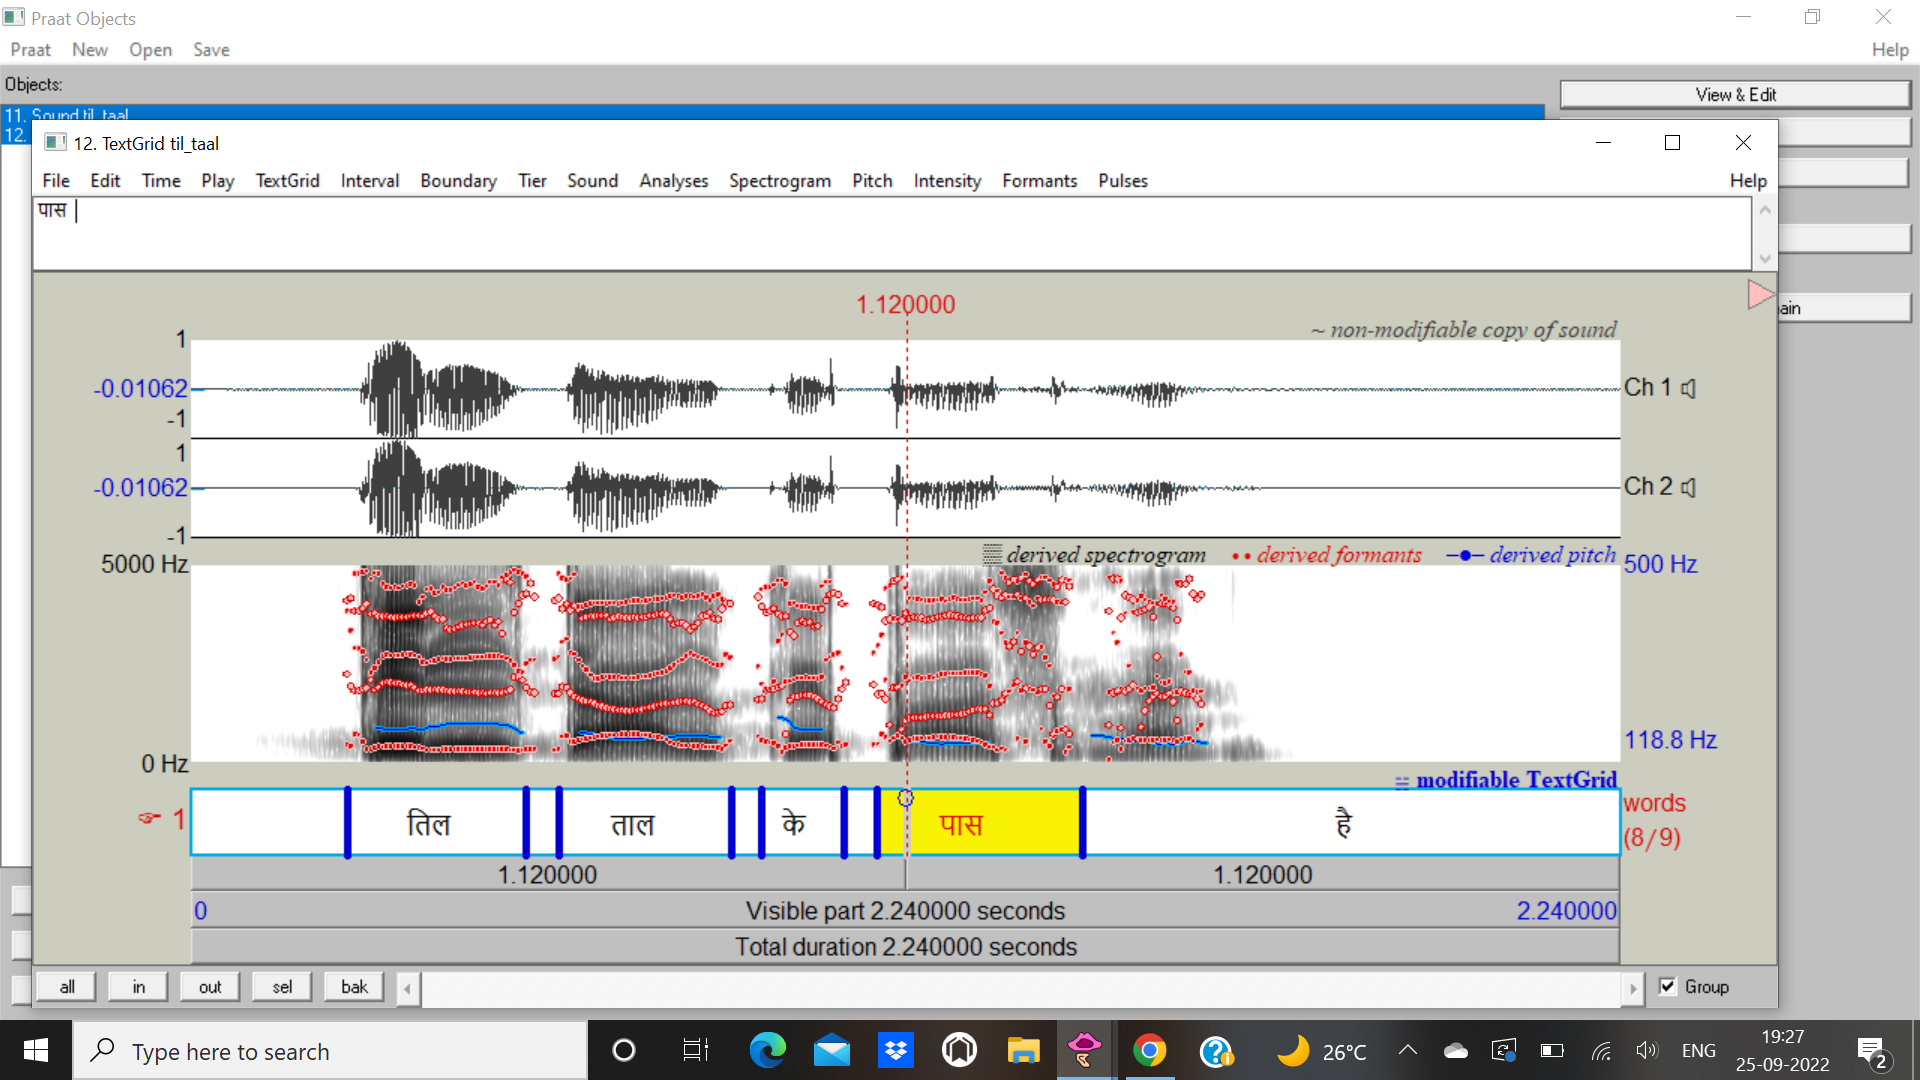 Praat Objects
Praat New Open Save Help
Objects:
View & Edit
11. Sound til_taal
12.
12. TextGrid til_taal
File Edit Time Play TextGrid Interval Boundary Tier Sound Analyses Spectrogram Pitch Intensity Formants Pulses Help
पास
1.120000
ain
~ non-modifiable copy of sound
1
-0.01062 Ch 1
-1
1
-0.01062 Ch 2
-1
derived spectrogram derived formants derived pitch
5000 Hz 500 Hz
118.8 Hz
0 Hz
modifiable TextGrid
1 तिल ताल के पास है words
(8/9)
1.120000 1.120000
0 Visible part 2.240000 seconds 2.240000
Total duration 2.240000 seconds
all in out sel bak Group
Type here to search 26°C ENG 19:27
25-09-2022 2